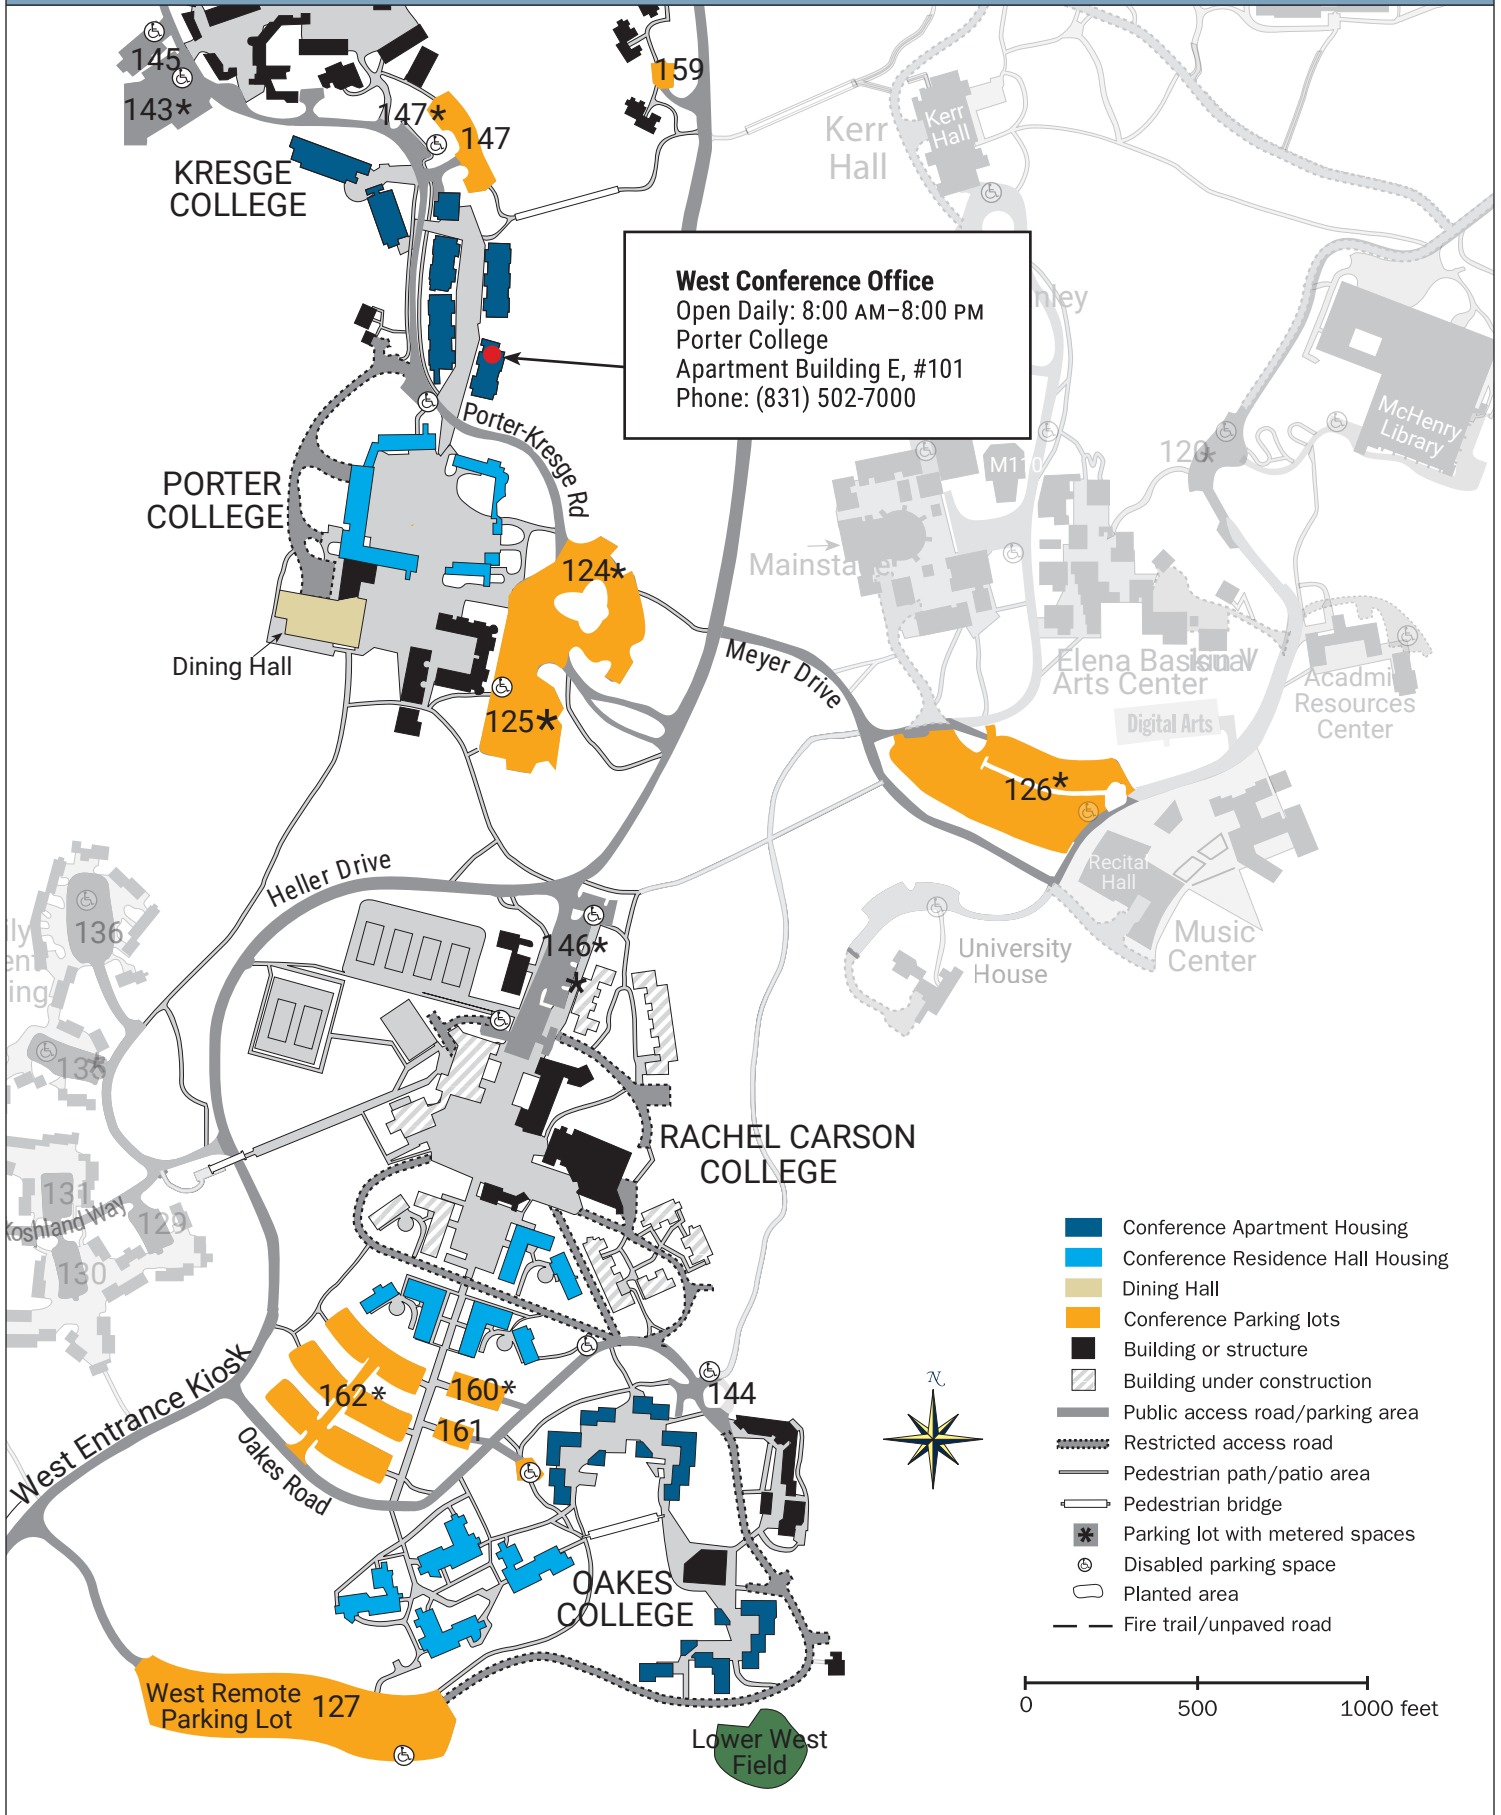 145
143*
159
147*
147
KRESGE
COLLEGE
Kerr
Hall
Kerr
Hall
West Conference Office
Open Daily: 8:00 AM–8:00 PM
Porter College
Apartment Building E, #101
Phone: (831) 502-7000
nley
McHenry
Library
120*
M110
Porter-Kresge Rd
PORTER
COLLEGE
124*
Dining Hall
125*
Meyer Drive
Elena Baskin
Arts Center
Digital Arts
Acadmi
Resources
Center
126*
Recital
Hall
Music
Center
University
House
Heller Drive
136
ily
ent
ing
135
146*
*
RACHEL CARSON
COLLEGE
131
Koshland Way
129
130
West Entrance Kiosk
Oakes Road
162*
160*
161
144
OAKES
COLLEGE
West Remote
Parking Lot
127
Lower West
Field
N
Conference Apartment Housing
Conference Residence Hall Housing
Dining Hall
Conference Parking lots
Building or structure
Building under construction
Public access road/parking area
Restricted access road
Pedestrian path/patio area
Pedestrian bridge
* Parking lot with metered spaces
Disabled parking space
Planted area
Fire trail/unpaved road
0
500
1000 feet